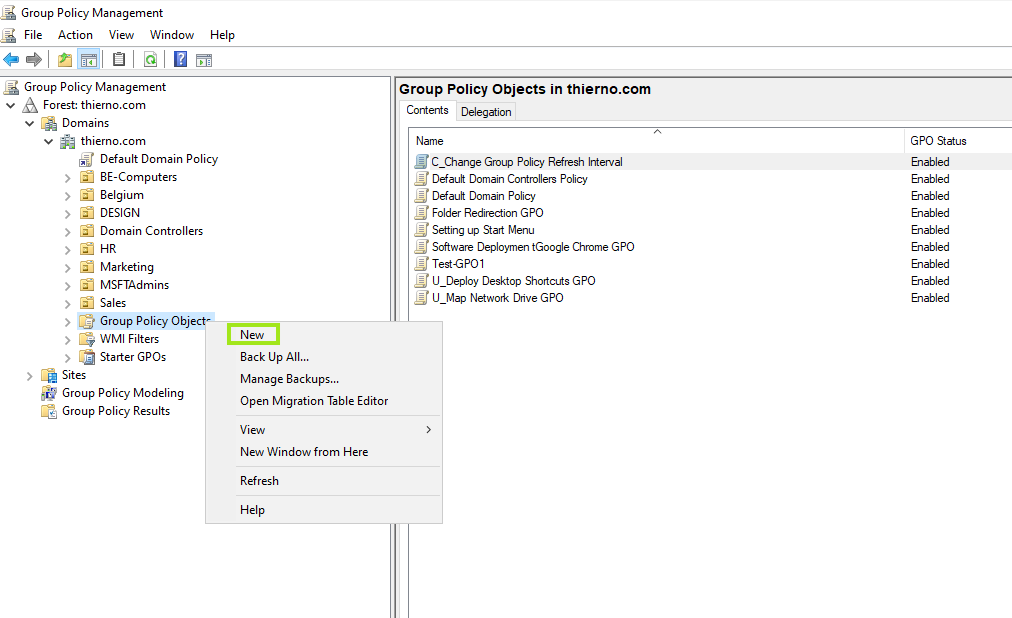 Group Policy Management
File Action View Window Help
Group Policy Management
Forest: thierno.com
Domains
thierno.com
Default Domain Policy
BE-Computers
Belgium
DESIGN
Domain Controllers
HR
Marketing
MSFTAdmins
Sales
Group Policy Objects
WMI Filters
Starter GPOs
Sites
Group Policy Modeling
Group Policy Results
New
Back Up All...
Manage Backups...
Open Migration Table Editor
View
New Window from Here
Refresh
Help
Group Policy Objects in thierno.com
Contents Delegation
Name GPO Status
C_Change Group Policy Refresh Interval Enabled
Default Domain Controllers Policy Enabled
Default Domain Policy Enabled
Folder Redirection GPO Enabled
Setting up Start Menu Enabled
Software Deploymen tGoogle Chrome GPO Enabled
Test-GPO1 Enabled
U_Deploy Desktop Shortcuts GPO Enabled
U_Map Network Drive GPO Enabled